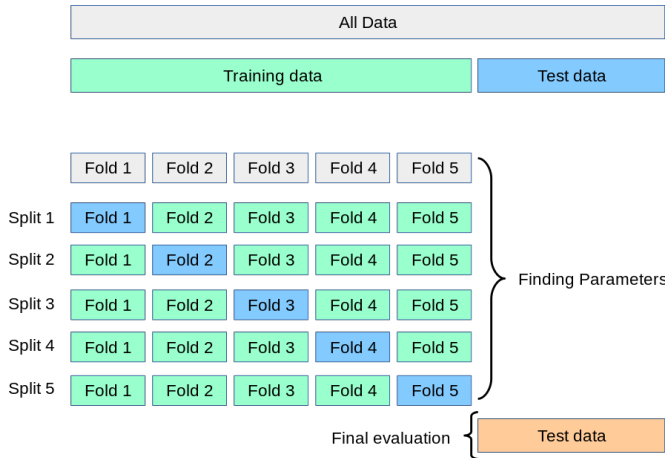 All Data
Training data Test data
Fold 1 Fold 2 Fold 3 Fold 4 Fold 5
Split 1 Fold 1 Fold 2 Fold 3 Fold 4 Fold 5
Split 2 Fold 1 Fold 2 Fold 3 Fold 4 Fold 5
Finding Parameters
Split 3 Fold 1 Fold 2 Fold 3 Fold 4 Fold 5
Split 4 Fold 1 Fold 2 Fold 3 Fold 4 Fold 5
Split 5 Fold 1 Fold 2 Fold 3 Fold 4 Fold 5
Final evaluation Test data